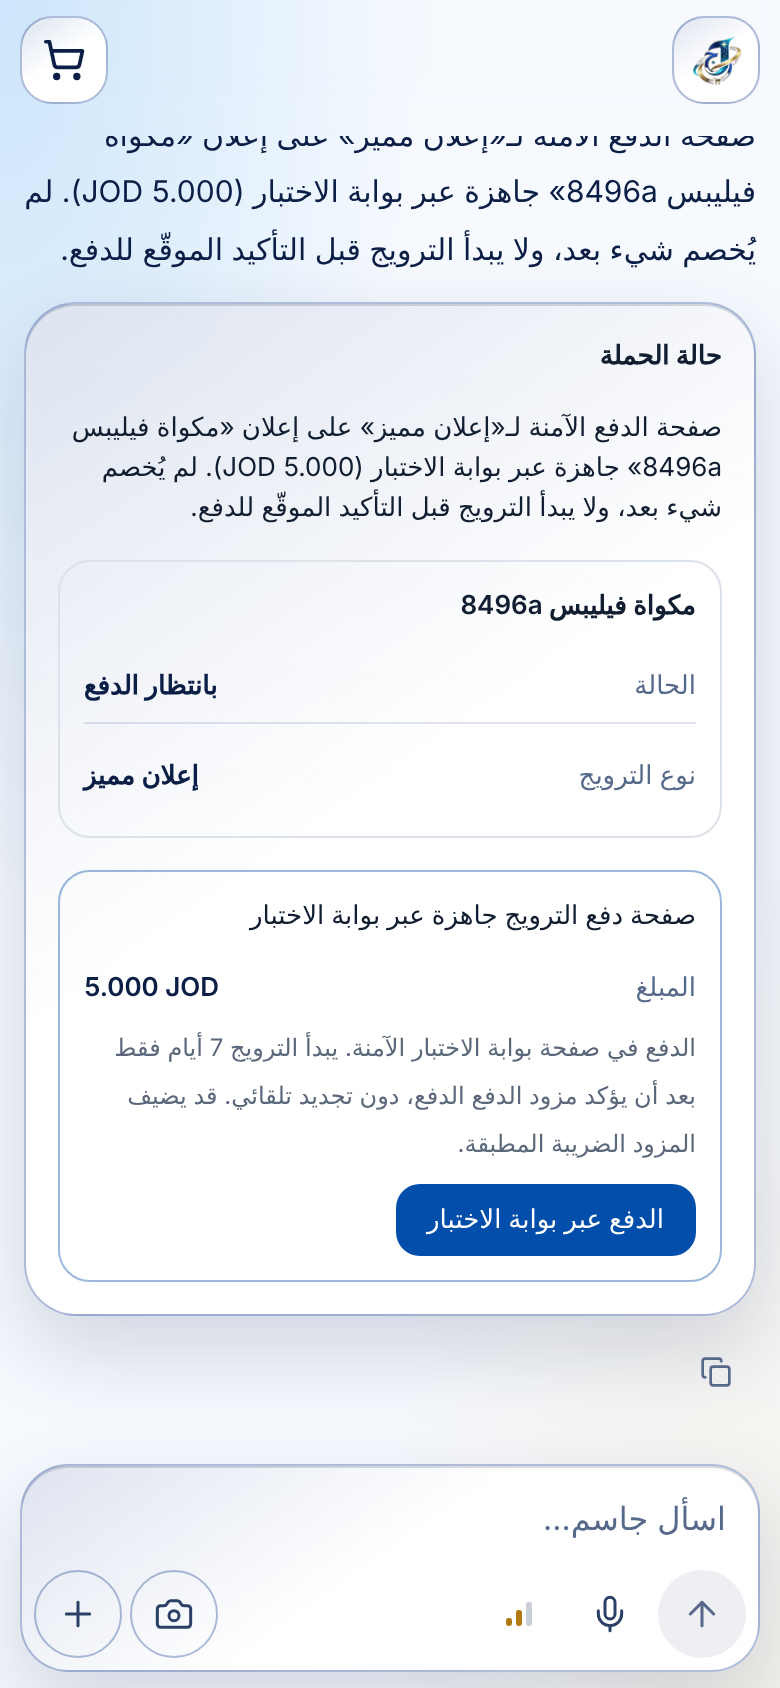 صفحة الدفع الآمنة لـ«إعلان مميز» على إعلان «مكواة
فيليبس 8496a» جاهزة عبر بوابة الاختبار (JOD 5.000). لم
يُخصم شيء بعد، ولا يبدأ الترويج قبل التأكيد الموقّع للدفع.
حالة الحملة
صفحة الدفع الآمنة لـ«إعلان مميز» على إعلان «مكواة فيليبس
8496a» جاهزة عبر بوابة الاختبار (JOD 5.000). لم يُخصم
شيء بعد، ولا يبدأ الترويج قبل التأكيد الموقّع للدفع.
مكواة فيليبس 8496a
الحالة بانتظار الدفع
نوع الترويج إعلان مميز
صفحة دفع الترويج جاهزة عبر بوابة الاختبار
المبلغ 5.000 JOD
الدفع في صفحة بوابة الاختبار الآمنة. يبدأ الترويج 7 أيام فقط
بعد أن يؤكد مزود الدفع الدفع، دون تجديد تلقائي. قد يضيف
المزود الضريبة المطبقة.
الدفع عبر بوابة الاختبار
اسأل جاسم...